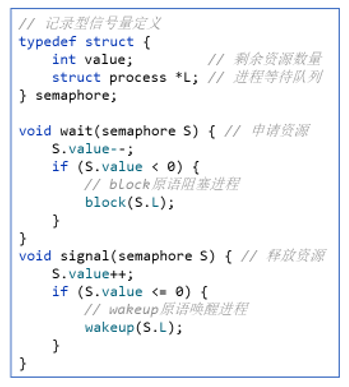 // 记录型信号量定义
typedef struct {
    int value;          // 剩余资源数量
    struct process *L; // 进程等待队列
} semaphore;

void wait(semaphore S) { // 申请资源
    S.value--;
    if (S.value < 0) {
        // block原语阻塞进程
        block(S.L);
    }
}
void signal(semaphore S) { // 释放资源
    S.value++;
    if (S.value <= 0) {
        // wakeup原语唤醒进程
        wakeup(S.L);
    }
}